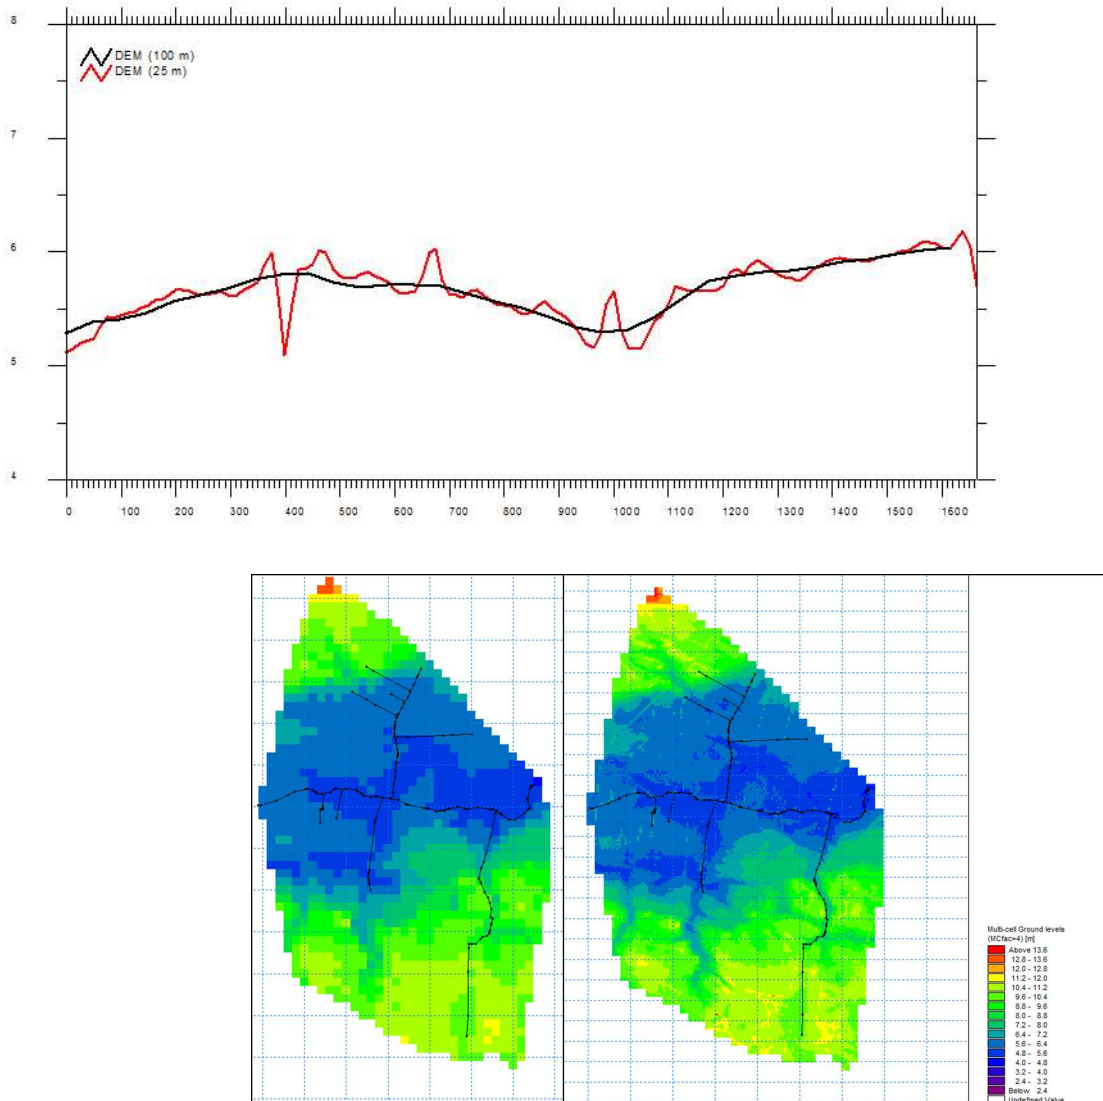 8
DEM (100 m)
DEM (25 m)
7
6
5
4
0 100 200 300 400 500 600 700 800 900 1000 1100 1200 1300 1400 1500 1600
Multi-cell Ground levels
(MCfac=4) [m]
Above 13.6
12.8 - 13.6
12.0 - 12.8
11.2 - 12.0
10.4 - 11.2
9.6 - 10.4
8.8 - 9.6
8.0 - 8.8
7.2 - 8.0
6.4 - 7.2
5.6 - 6.4
4.8 - 5.6
4.0 - 4.8
3.2 - 4.0
2.4 - 3.2
Below 2.4
Undefined Value